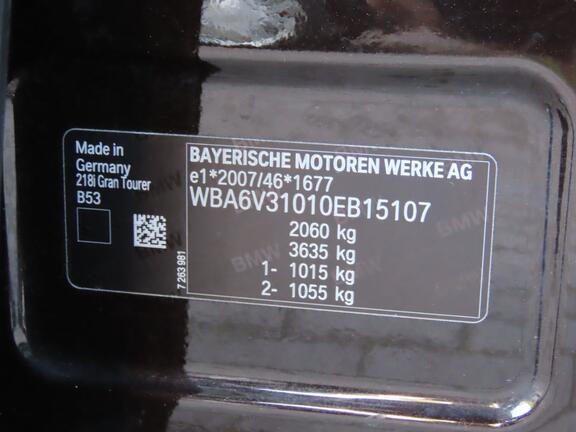 Made in
Germany
218i Gran Tourer
B53
7 263 981
BAYERISCHE MOTOREN WERKE AG
e1*2007/46*1677
WBA6V31010EB15107
2060 kg
3635 kg
1- 1015 kg
2- 1055 kg